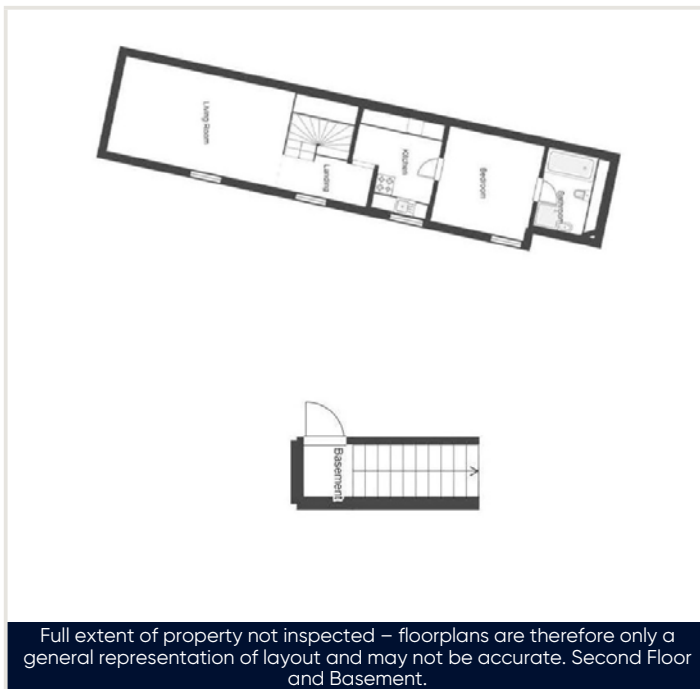 Living Room
Landing
Kitchen
Bedroom
Bathroom
Basement
Full extent of property not inspected – floorplans are therefore only a
general representation of layout and may not be accurate. Second Floor
and Basement.